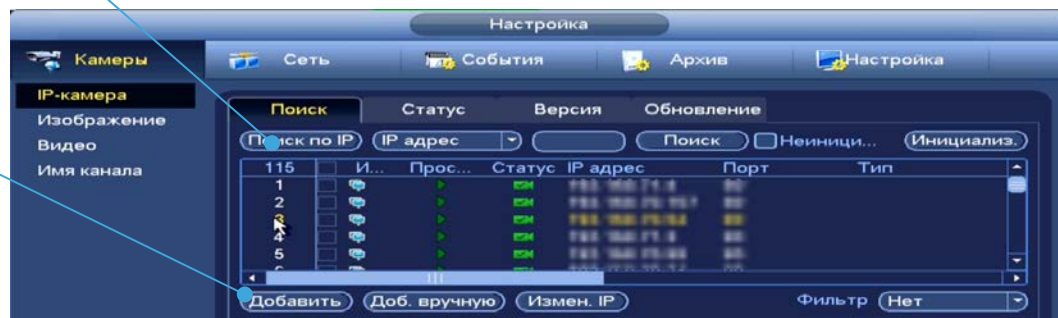 Настройка
Камеры Сеть События Архив Настройка
IP-камера
Изображение
Видео
Имя канала
Поиск Статус Версия Обновление
Поиск по IP IP адрес Поиск Неиници... Инициализ.
115 И... Прос... Статус IP адрес Порт Тип
1
2
3
4
5
Добавить Доб. вручную Измен. IP Фильтр Нет